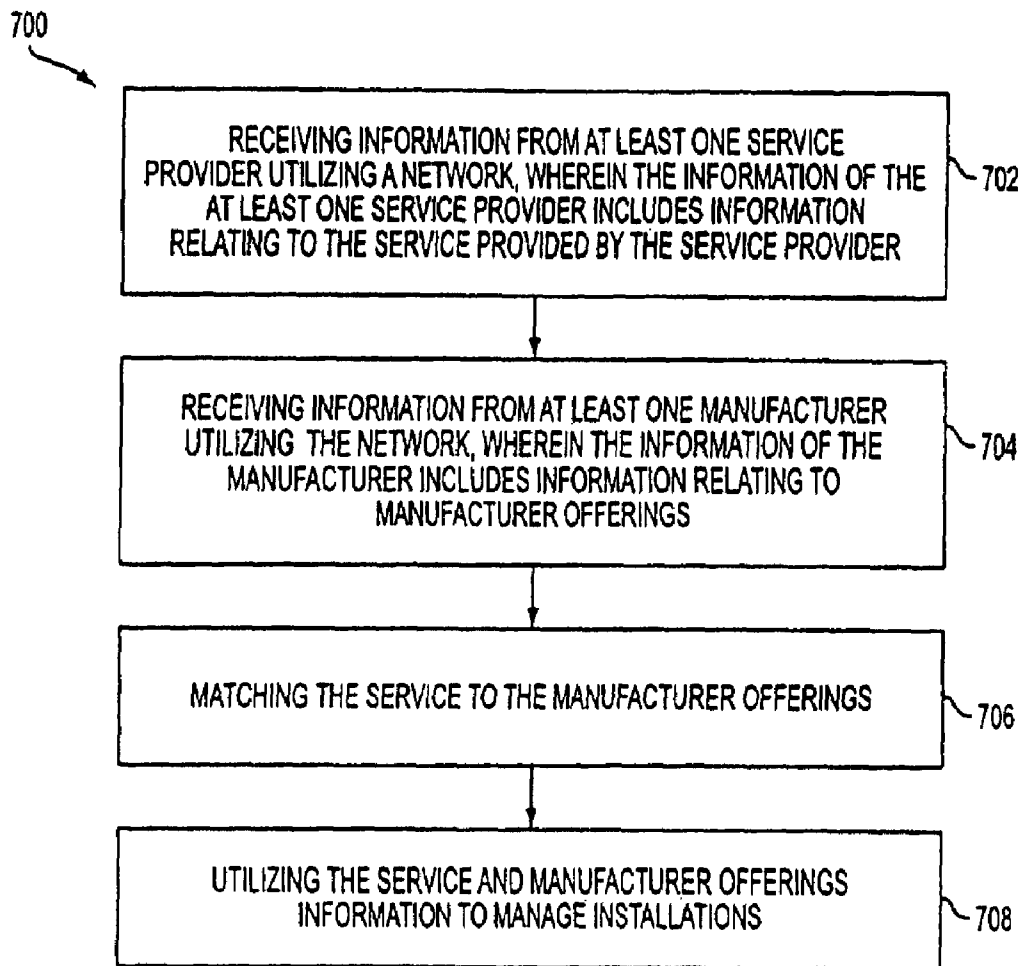 700
RECEIVING INFORMATION FROM AT LEAST ONE SERVICE
PROVIDER UTILIZING A NETWORK, WHEREIN THE INFORMATION OF THE
AT LEAST ONE SERVICE PROVIDER INCLUDES INFORMATION
RELATING TO THE SERVICE PROVIDED BY THE SERVICE PROVIDER
702
RECEIVING INFORMATION FROM AT LEAST ONE MANUFACTURER
UTILIZING THE NETWORK, WHEREIN THE INFORMATION OF THE
MANUFACTURER INCLUDES INFORMATION RELATING TO
MANUFACTURER OFFERINGS
704
MATCHING THE SERVICE TO THE MANUFACTURER OFFERINGS
706
UTILIZING THE SERVICE AND MANUFACTURER OFFERINGS
INFORMATION TO MANAGE INSTALLATIONS
708